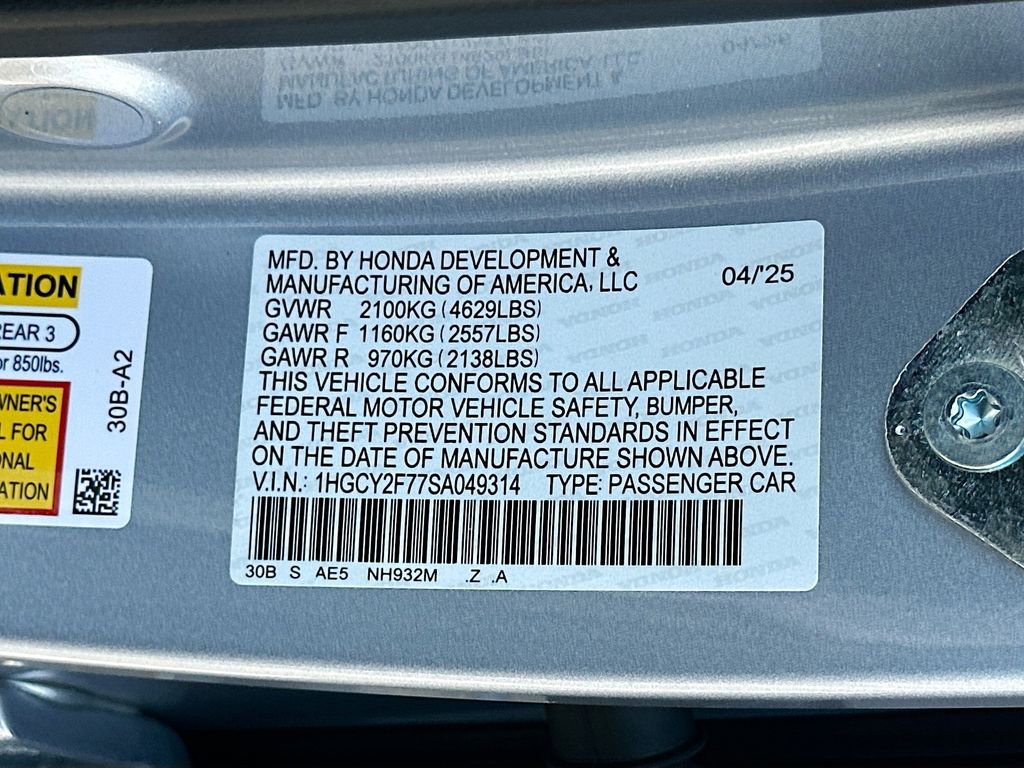 MFD. BY HONDA DEVELOPMENT &
MANUFACTURING OF AMERICA, LLC 04/'25
GVWR 2100KG (4629LBS)
GAWR F 1160KG (2557LBS)
GAWR R 970KG (2138LBS)
THIS VEHICLE CONFORMS TO ALL APPLICABLE
FEDERAL MOTOR VEHICLE SAFETY, BUMPER,
AND THEFT PREVENTION STANDARDS IN EFFECT
ON THE DATE OF MANUFACTURE SHOWN ABOVE.
V.I.N.: 1HGCY2F77SA049314 TYPE: PASSENGER CAR
30B S AE5 NH932M .Z .A
ATION
REAR 3
or 850lbs.
WNER'S
L FOR
ONAL
ATION
30B-A2